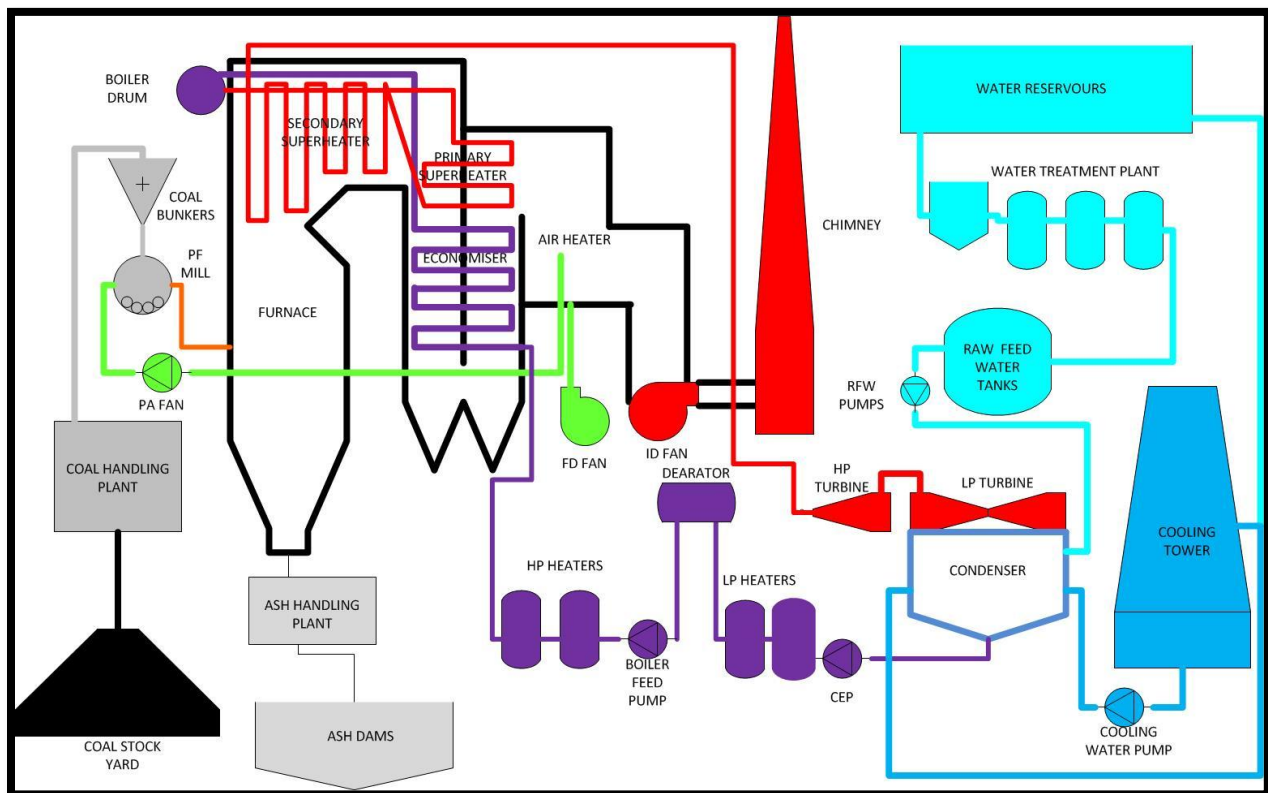 BOILER
DRUM
SECONDARY
SUPERHEATER
PRIMARY
SUPERHEATER
COAL
BUNKERS
PF
MILL
FURNACE
ECONOMISER
AIR HEATER
PA FAN
FD FAN
ID FAN
CHIMNEY
WATER RESERVOURS
WATER TREATMENT PLANT
RAW FEED
WATER
TANKS
RFW
PUMPS
COAL HANDLING
PLANT
DEARATOR
HP
TURBINE
LP TURBINE
COOLING
TOWER
CONDENSER
HP HEATERS
LP HEATERS
ASH HANDLING
PLANT
BOILER
FEED
PUMP
CEP
COOLING
WATER PUMP
ASH DAMS
COAL STOCK
YARD